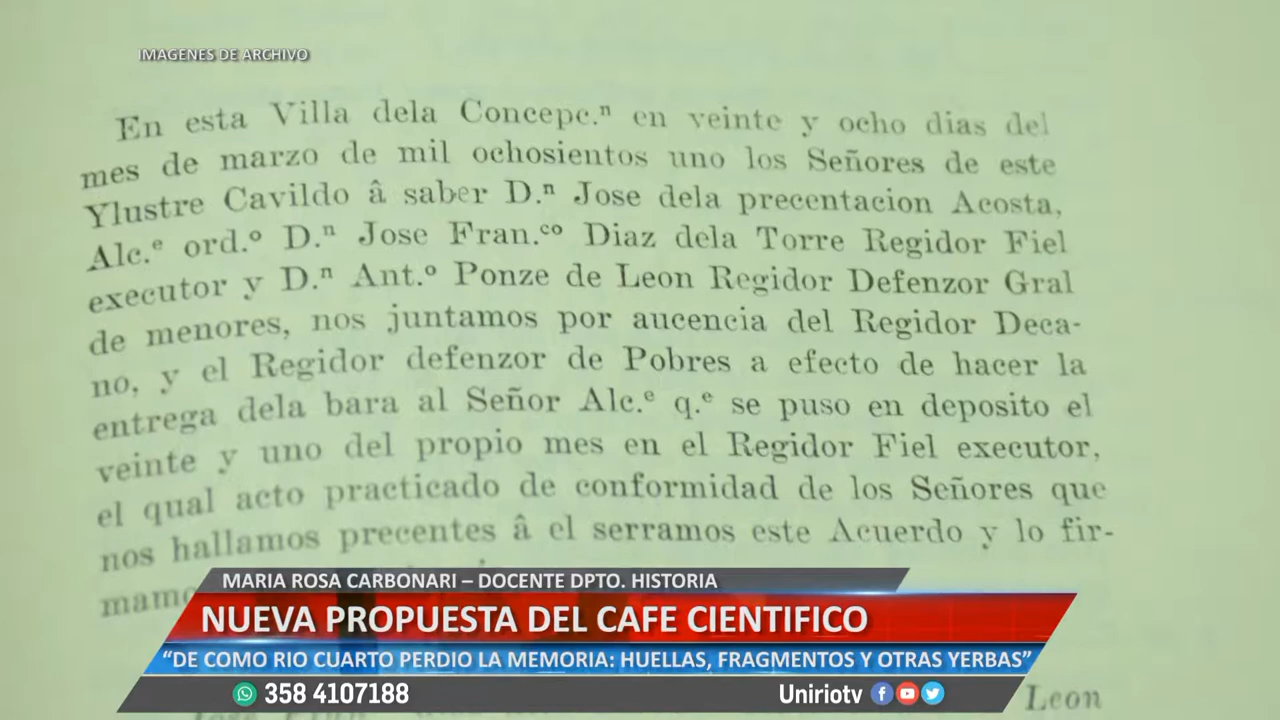 IMAGENES DE ARCHIVO
En esta Villa dela Concepc.ⁿ en veinte y ocho dias del
mes de marzo de mil ochosientos uno los Señores de este
Ylustre Cavildo â saber D.ⁿ Jose dela precentacion Acosta,
Alc.ᵉ ord.º D.ⁿ Jose Fran.ᶜᵒ Diaz dela Torre Regidor Fiel
executor y D.ⁿ Ant.º Ponze de Leon Regidor Defenzor Gral
de menores, nos juntamos por aucencia del Regidor Deca-
no, y el Regidor defenzor de Pobres a efecto de hacer la
entrega dela bara al Señor Alc.ᵉ q.ᵉ se puso en deposito el
veinte y uno del propio mes en el Regidor Fiel executor,
el qual acto practicado de conformidad de los Señores que
nos hallamos precentes â el serramos este Acuerdo y lo fir-
MARIA ROSA CARBONARI – DOCENTE DPTO. HISTORIA
NUEVA PROPUESTA DEL CAFE CIENTIFICO
“DE COMO RIO CUARTO PERDIO LA MEMORIA: HUELLAS, FRAGMENTOS Y OTRAS YERBAS”
358 4107188 Uniriotv
Leon